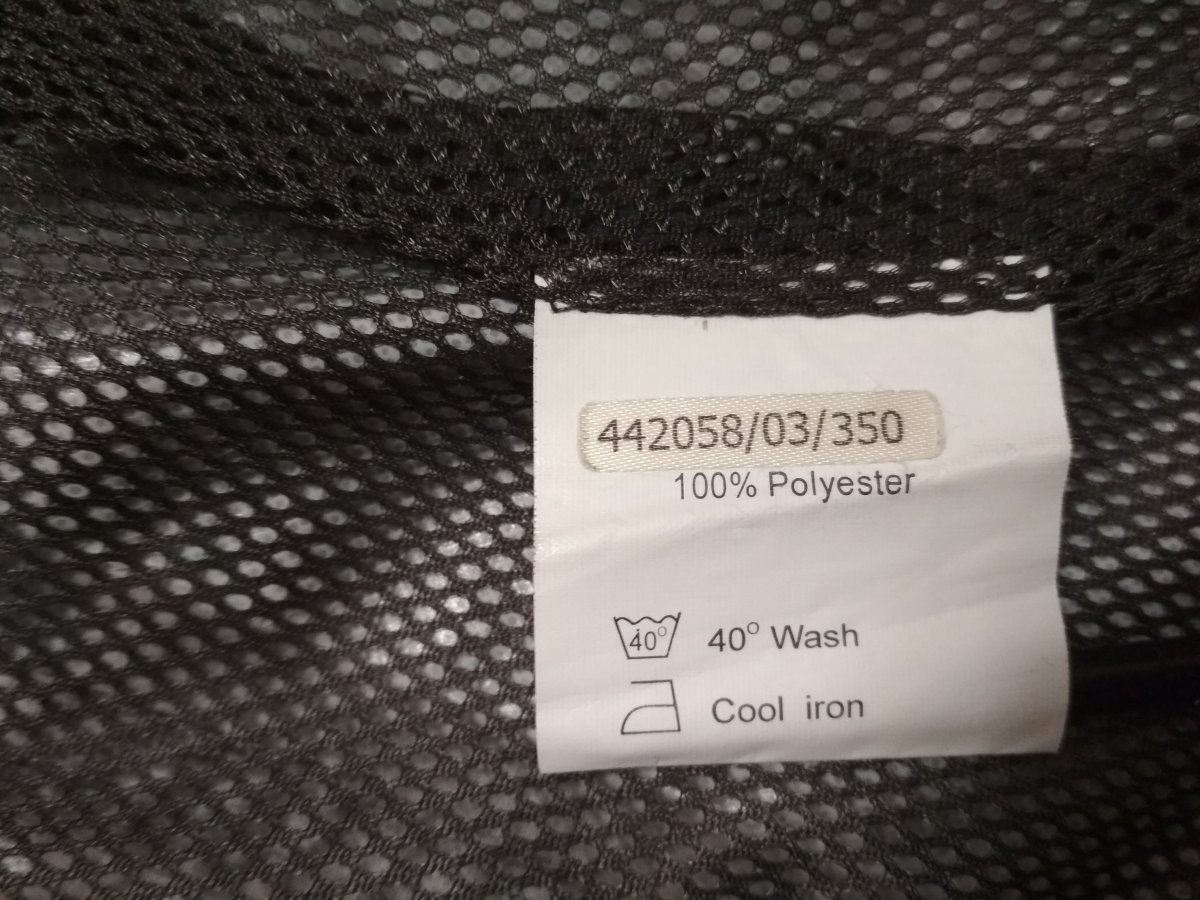 442058/03/350
100% Polyester
40° 40° Wash
Cool iron